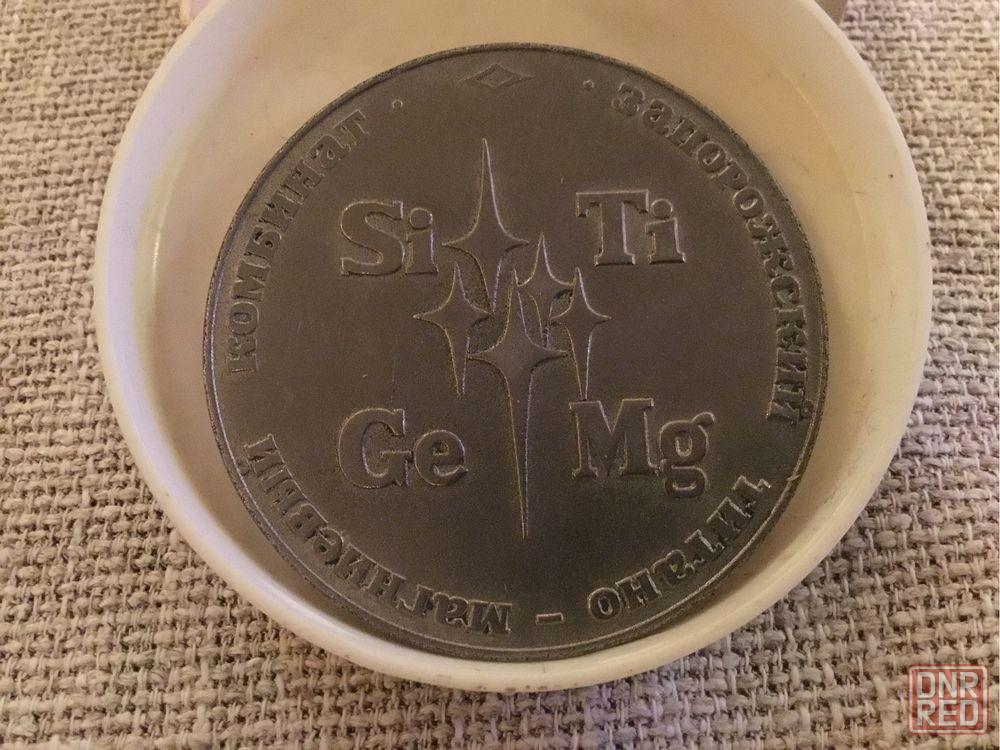 · запорожский
титано - магниевый
комбинат ·
Si Ti
Ge Mg
DNR
RED